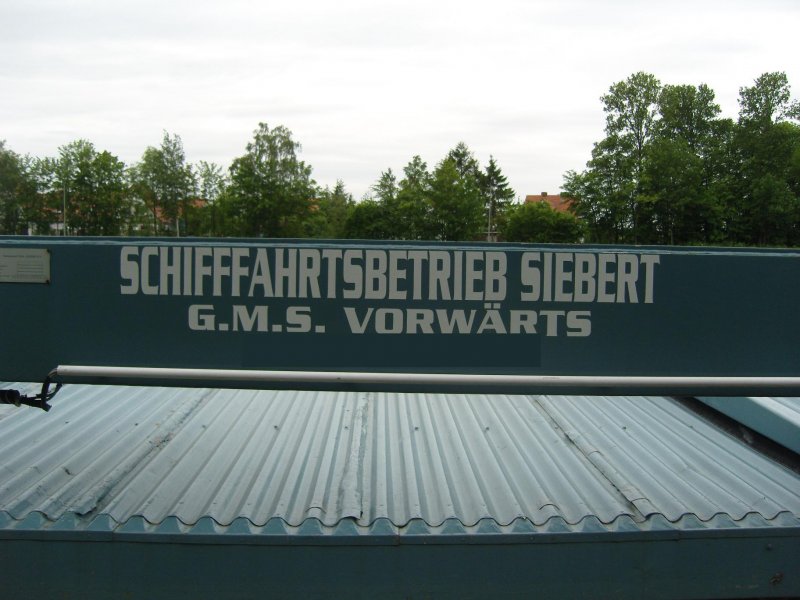 SCHIFFFAHRTSBETRIEB SIEBERT
G.M.S. VORWÄRTS